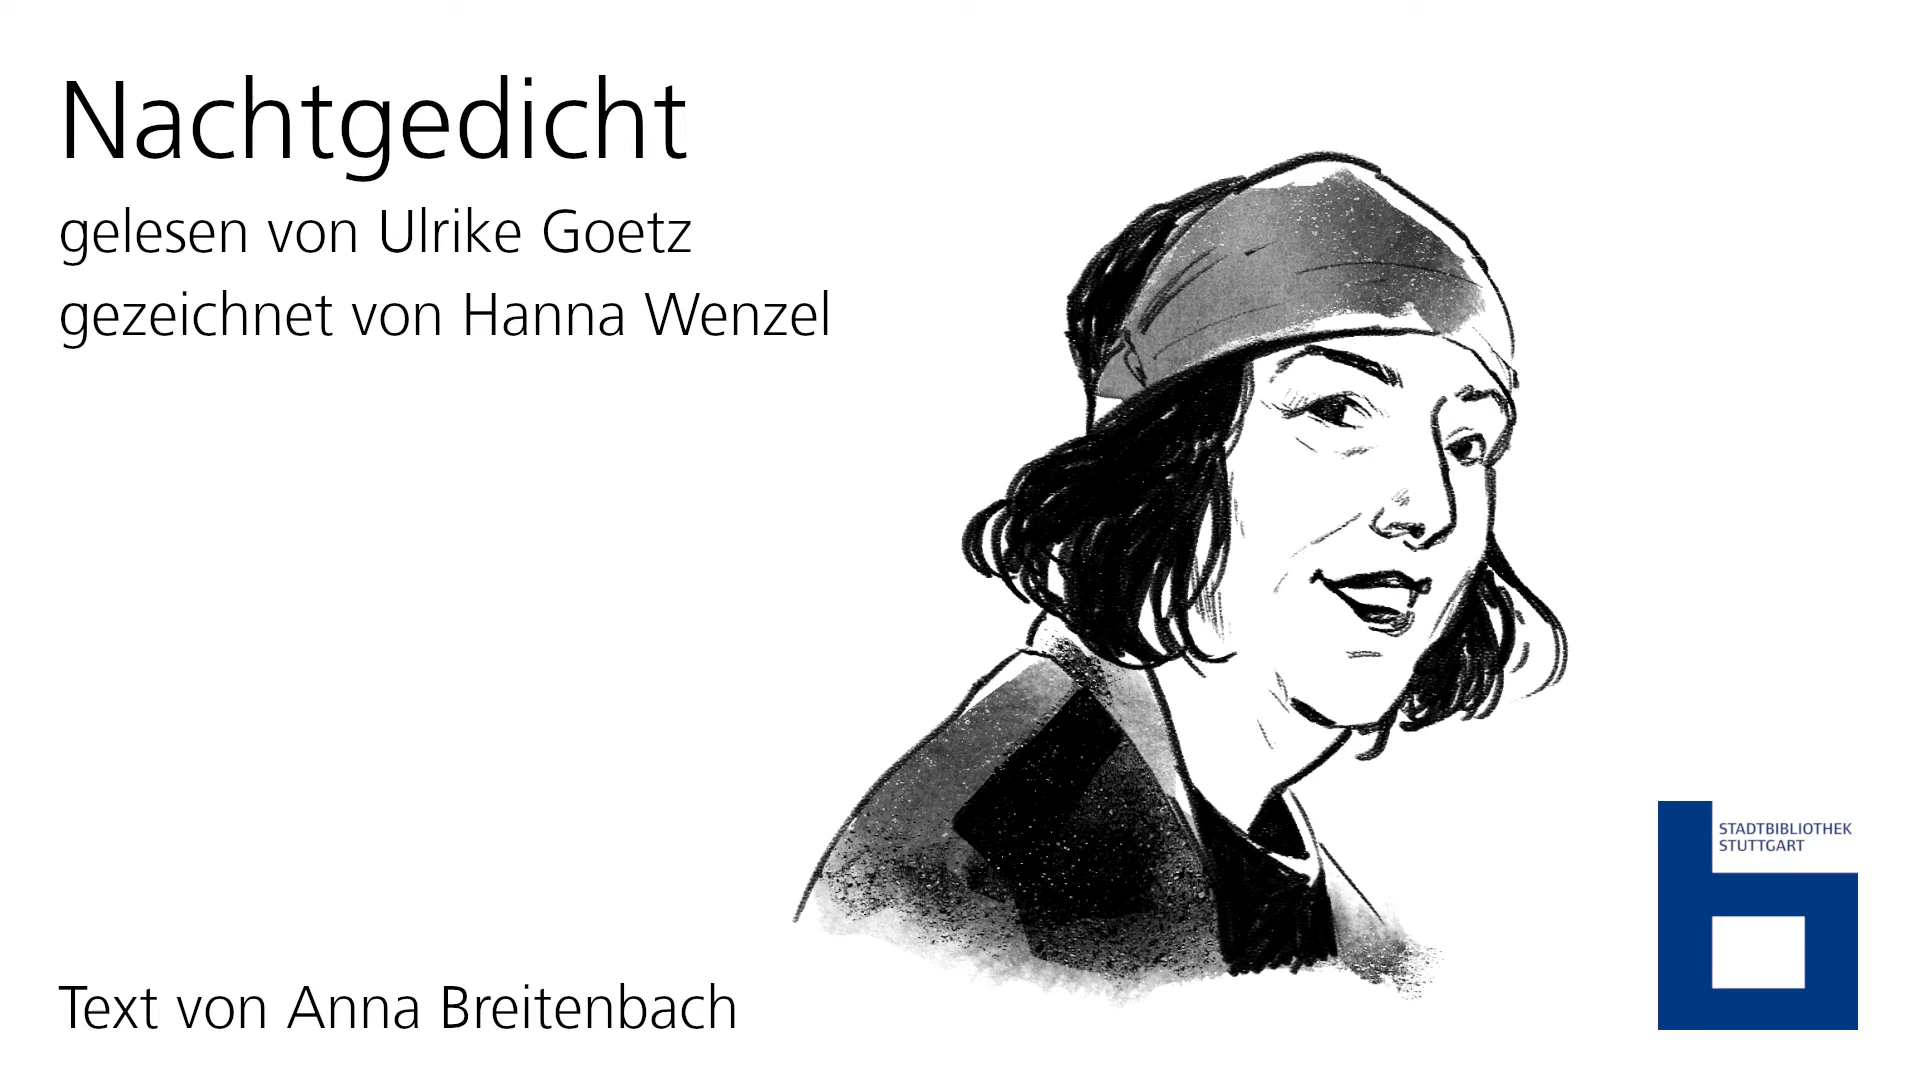 Nachtgedicht
gelesen von Ulrike Goetz
gezeichnet von Hanna Wenzel
STADTBIBLIOTHEK
STUTTGART
Text von Anna Breitenbach